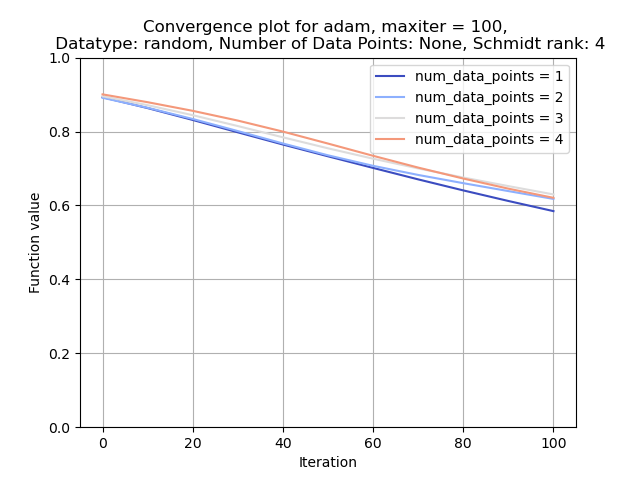 Convergence plot for adam, maxiter = 100,
Datatype: random, Number of Data Points: None, Schmidt rank: 4
1.0
0.8
0.6
0.4
0.2
0.0
Function value
num_data_points = 1
num_data_points = 2
num_data_points = 3
num_data_points = 4
0 20 40 60 80 100
Iteration